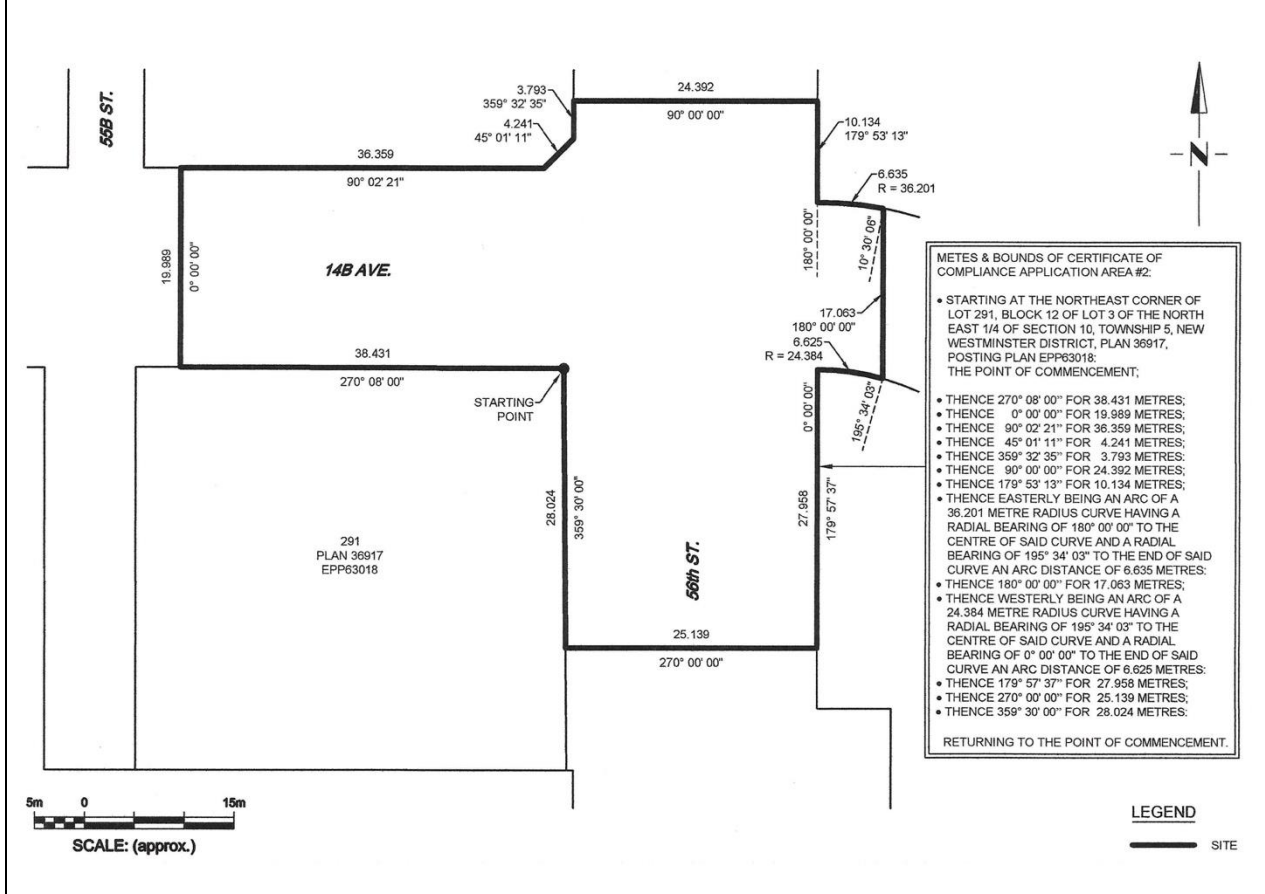 3.793
359° 32' 35"
4.241
45° 01' 11"
24.392
90° 00' 00"
10.134
179° 53' 13"
55B ST.
36.359
90° 02' 21"
6.635
R = 36.201
N
19.989
0° 00' 00"
14B AVE.
180° 00' 00"
10° 30' 06"
17.063
180° 00' 00"
6.625
R = 24.384
38.431
270° 08' 00"
STARTING
POINT
0° 00' 00"
195° 34' 03"
28.024
359° 30' 00"
27.958
179° 57' 37"
291
PLAN 36917
EPP63018
56th ST.
25.139
270° 00' 00"
METES & BOUNDS OF CERTIFICATE OF
COMPLIANCE APPLICATION AREA #2:
• STARTING AT THE NORTHEAST CORNER OF
LOT 291, BLOCK 12 OF LOT 3 OF THE NORTH
EAST 1/4 OF SECTION 10, TOWNSHIP 5, NEW
WESTMINSTER DISTRICT, PLAN 36917,
POSTING PLAN EPP63018:
THE POINT OF COMMENCEMENT;
• THENCE 270° 08' 00" FOR 38.431 METRES;
• THENCE 0° 00' 00" FOR 19.989 METRES;
• THENCE 90° 02' 21" FOR 36.359 METRES;
• THENCE 45° 01' 11" FOR 4.241 METRES;
• THENCE 359° 32' 35" FOR 3.793 METRES:
• THENCE 90° 00' 00" FOR 24.392 METRES;
• THENCE 179° 53' 13" FOR 10.134 METRES;
• THENCE EASTERLY BEING AN ARC OF A
36.201 METRE RADIUS CURVE HAVING A
RADIAL BEARING OF 180° 00' 00" TO THE
CENTRE OF SAID CURVE AND A RADIAL
BEARING OF 195° 34' 03" TO THE END OF SAID
CURVE AN ARC DISTANCE OF 6.635 METRES:
• THENCE 180° 00' 00" FOR 17.063 METRES;
• THENCE WESTERLY BEING AN ARC OF A
24.384 METRE RADIUS CURVE HAVING A
RADIAL BEARING OF 195° 34' 03" TO THE
CENTRE OF SAID CURVE AND A RADIAL
BEARING OF 0° 00' 00" TO THE END OF SAID
CURVE AN ARC DISTANCE OF 6.625 METRES:
• THENCE 179° 57' 37" FOR 27.958 METRES;
• THENCE 270° 00' 00" FOR 25.139 METRES;
• THENCE 359° 30' 00" FOR 28.024 METRES:
RETURNING TO THE POINT OF COMMENCEMENT.
5m 0 15m
SCALE: (approx.)
LEGEND
SITE